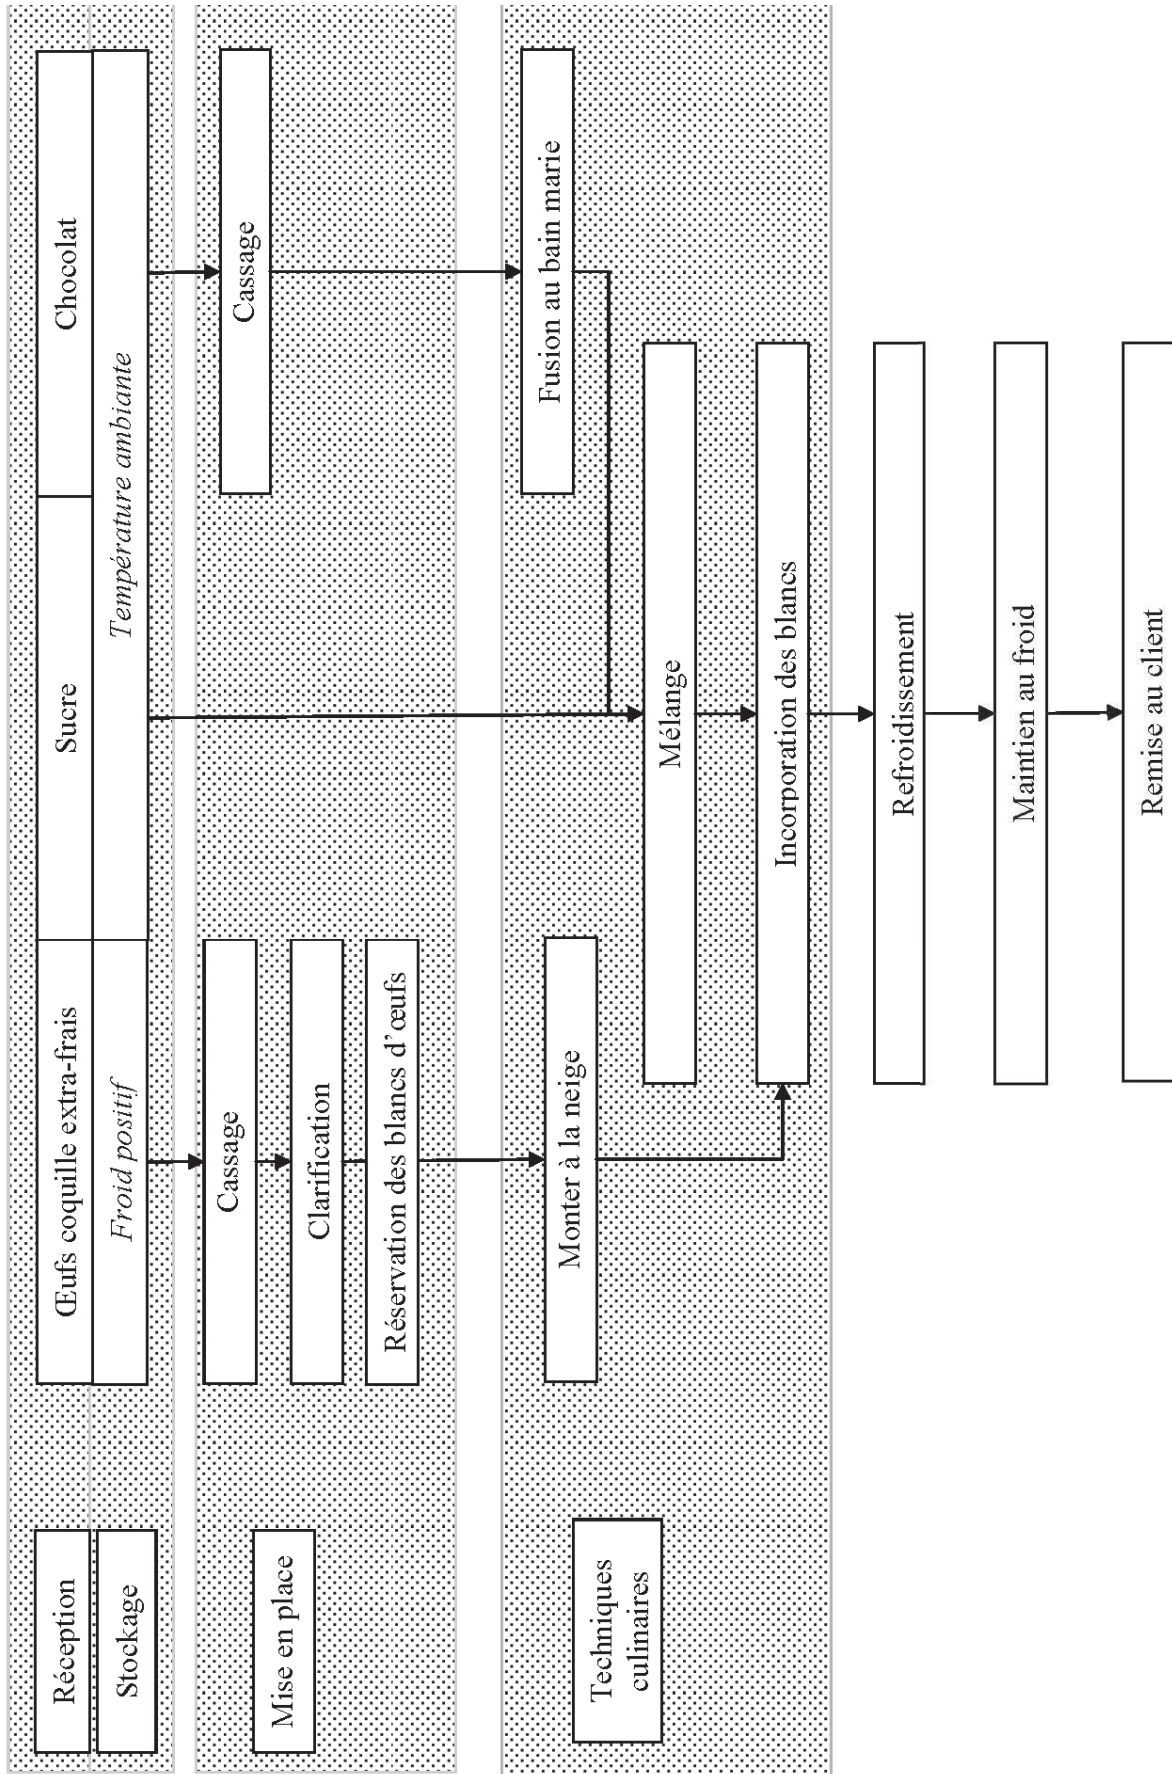 Réception
Œufs coquille extra-frais
Sucre
Chocolat
Stockage
Froid positif
Température ambiante
Mise en place
Cassage
Cassage
Clarification
Réservation des blancs d'œufs
Techniques
culinaires
Monter à la neige
Fusion au bain marie
Mélange
Incorporation des blancs
Refroidissement
Maintien au froid
Remise au client